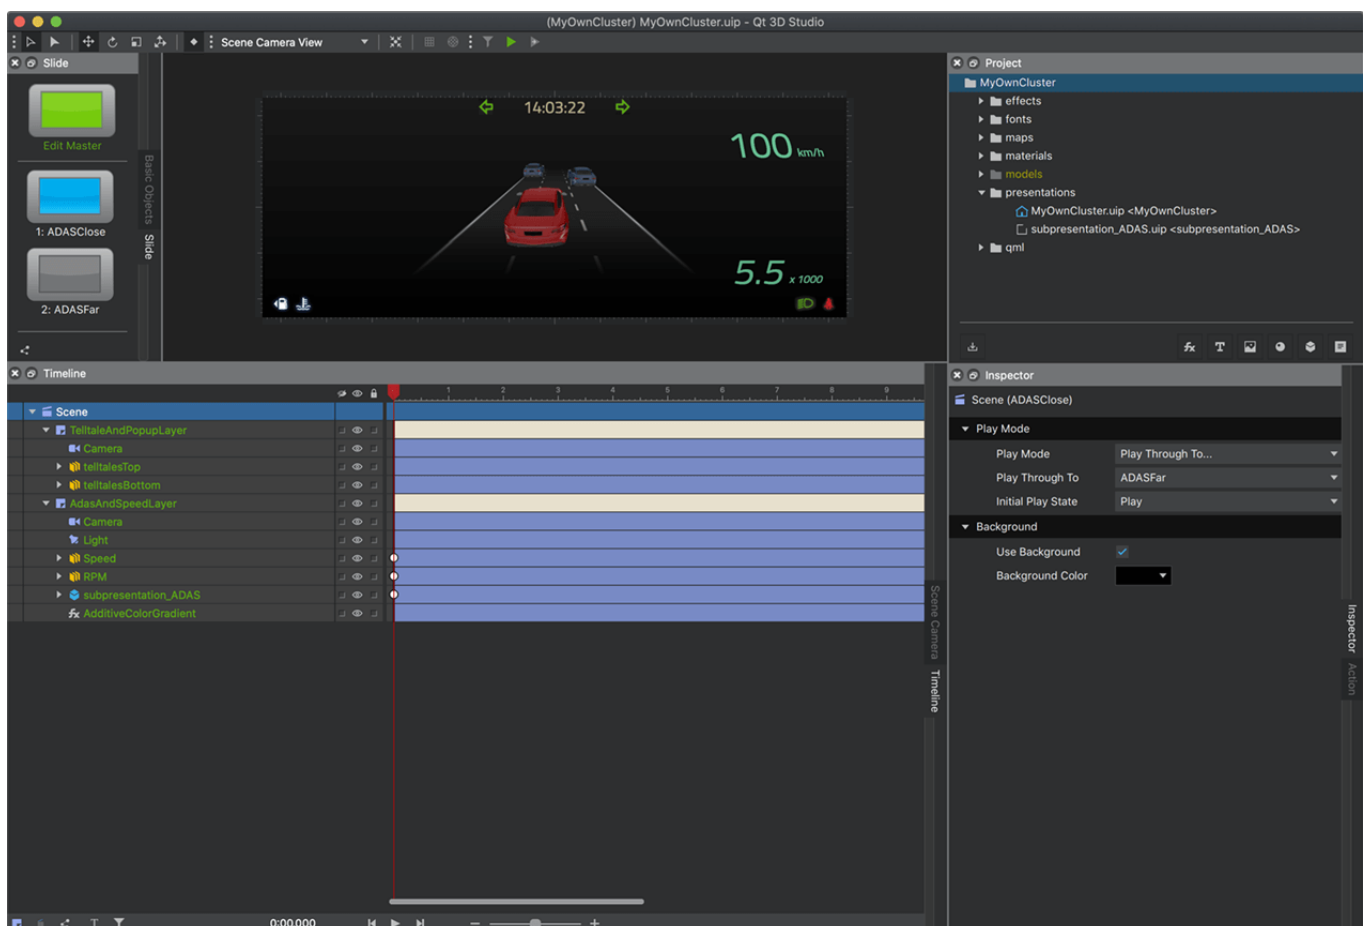 (MyOwnCluster) MyOwnCluster.uip - Qt 3D Studio
Scene Camera View
Slide
Edit Master
1: ADASClose
2: ADASFar
Basic Objects
Slide
14:03:22
100 km/h
5.5 x 1000
Project
MyOwnCluster
effects
fonts
maps
materials
models
presentations
MyOwnCluster.uip <MyOwnCluster>
subpresentation_ADAS.uip <subpresentation_ADAS>
qml
Timeline
1 2 3 4 5 6 7 8 9
Scene
TelltaleAndPopupLayer
Camera
telltalesTop
telltalesBottom
AdasAndSpeedLayer
Camera
Light
Speed
RPM
subpresentation_ADAS
AdditiveColorGradient
0:00.000
Scene Camera
Timeline
Inspector
Scene (ADASClose)
Play Mode
Play Mode Play Through To...
Play Through To ADASFar
Initial Play State Play
Background
Use Background
Background Color
Inspector
Action